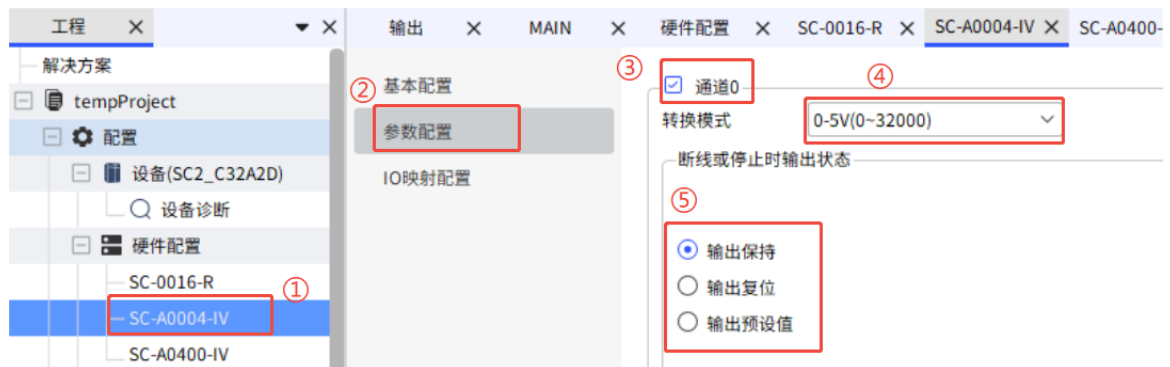 工程
输出
MAIN
硬件配置
SC-0016-R
SC-A0004-IV
SC-A0400-
解决方案
tempProject
配置
设备(SC2_C32A2D)
设备诊断
硬件配置
SC-0016-R
① SC-A0004-IV
SC-A0400-IV
② 基本配置
参数配置
IO映射配置
③ 通道0
④
转换模式 0-5V(0~32000)
断线或停止时输出状态
⑤
输出保持
输出复位
输出预设值